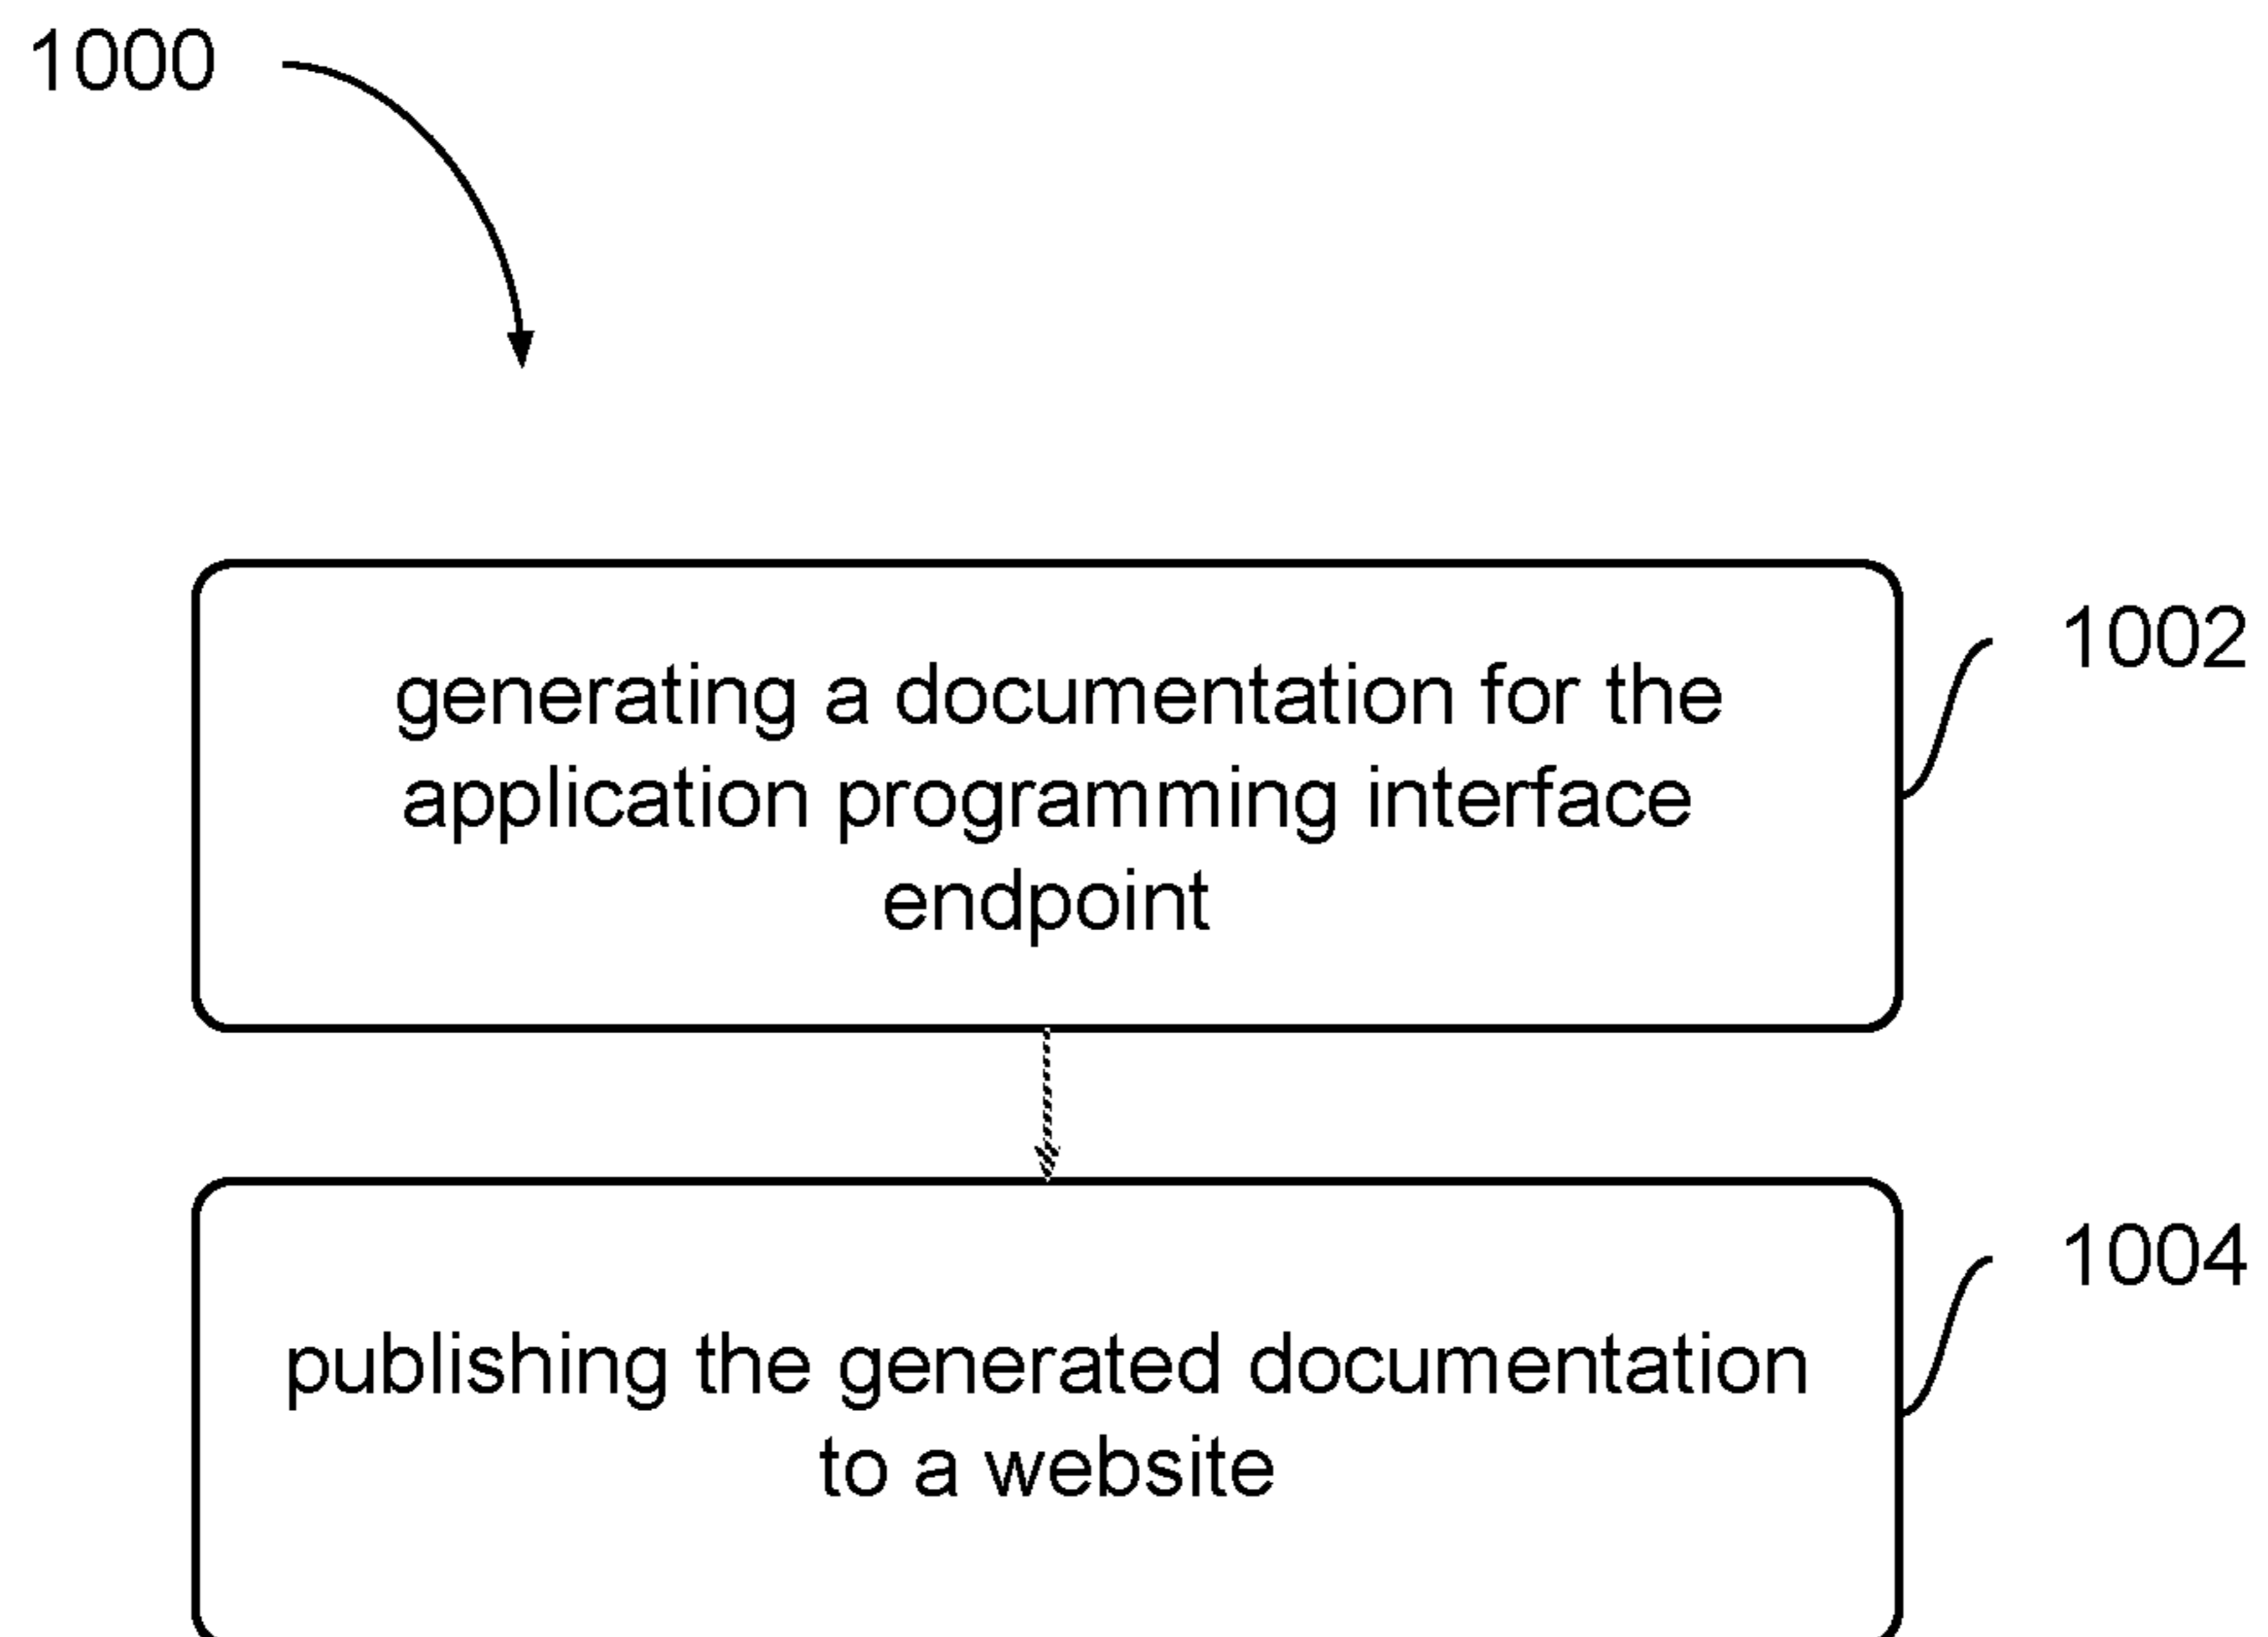 1000
generating a documentation for the
application programming interface
endpoint
1002
publishing the generated documentation
to a website
1004